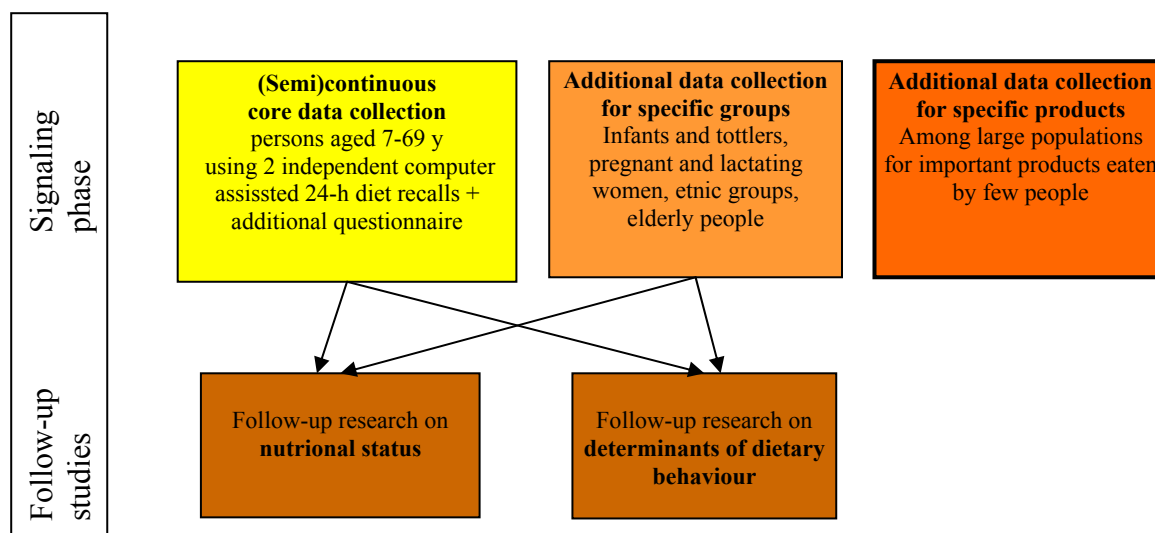 Signaling
phase
(Semi)continuous
core data collection
persons aged 7-69 y
using 2 independent computer
assissted 24-h diet recalls +
additional questionnaire
Additional data collection
for specific groups
Infants and tottlers,
pregnant and lactating
women, etnic groups,
elderly people
Additional data collection
for specific products
Among large populations
for important products eaten
by few people
Follow-up
studies
Follow-up research on
nutrional status
Follow-up research on
determinants of dietary
behaviour